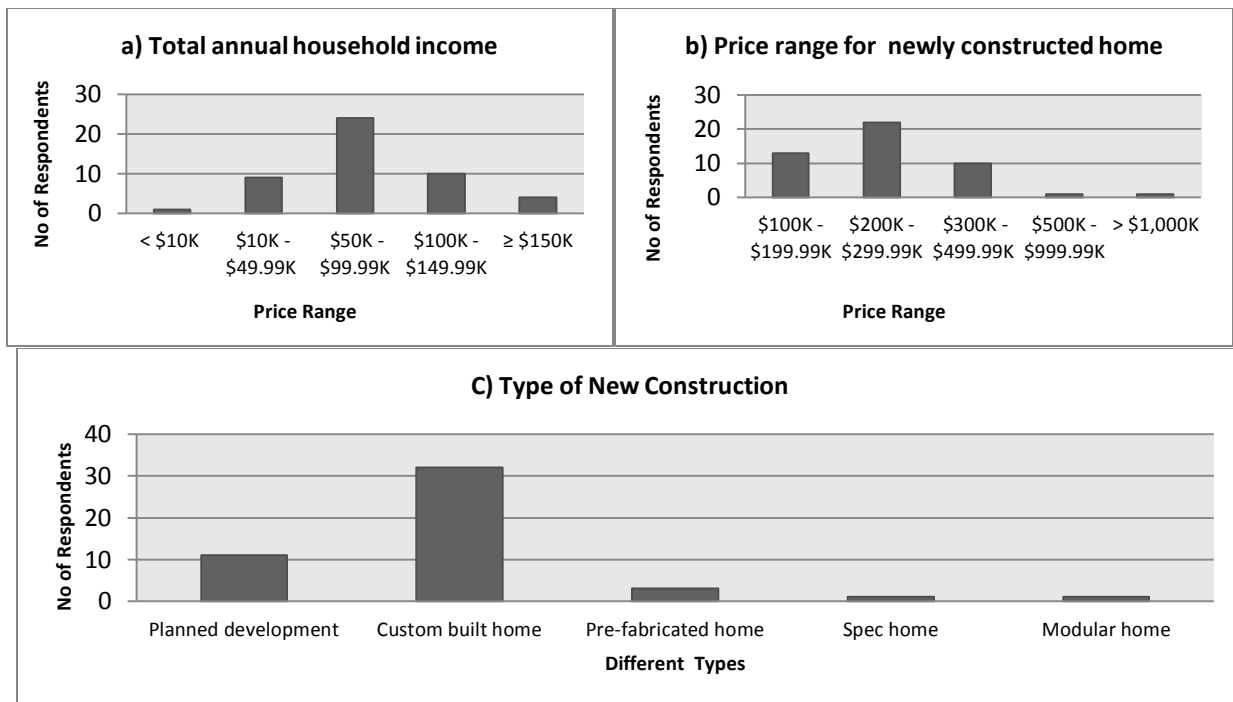 a) Total annual household income
No of Respondents
30
20
10
0
< $10K
$10K -
$49.99K
$50K -
$99.99K
$100K -
$149.99K
≥ $150K
Price Range
b) Price range for newly constructed home
No of Respondents
30
20
10
0
$100K -
$199.99K
$200K -
$299.99K
$300K -
$499.99K
$500K -
$999.99K
> $1,000K
Price Range
C) Type of New Construction
No of Respondents
40
30
20
10
0
Planned development
Custom built home
Pre-fabricated home
Spec home
Modular home
Different Types